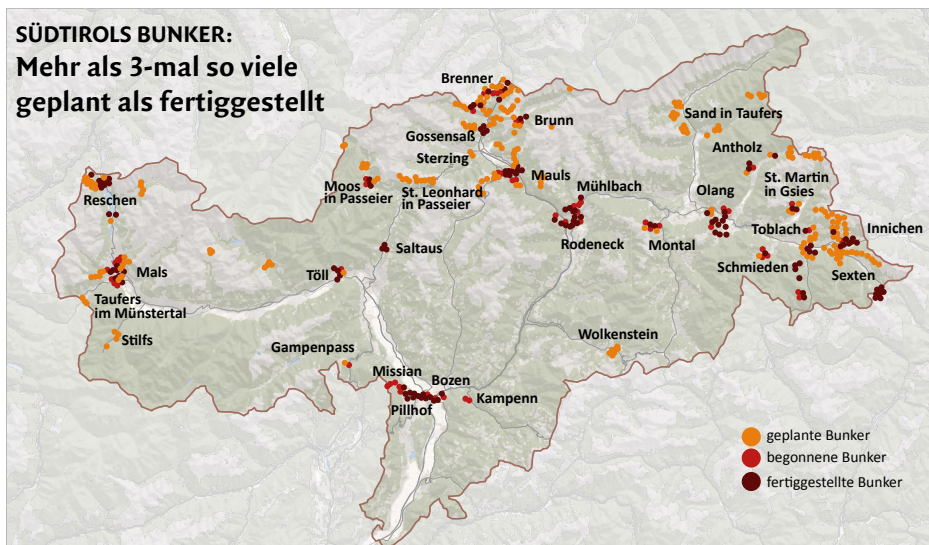 SÜDTIROLS BUNKER:
Mehr als 3-mal so viele
geplant als fertiggestellt
Brenner
Brunn
Sand in Taufers
Gossensaß
Antholz
Sterzing
St. Martin
in Gsies
Moos
in Passeier
St. Leonhard
in Passeier
Mauls
Mühlbach
Olang
Reschen
Toblach
Innichen
Saltaus
Rodeneck
Montal
Mals
Töll
Schmieden
Sexten
Taufers
im Münstertal
Stilfs
Wolkenstein
Gampenpass
Missian
Bozen
Kampenn
Pillhof
geplante Bunker
begonnene Bunker
fertiggestellte Bunker